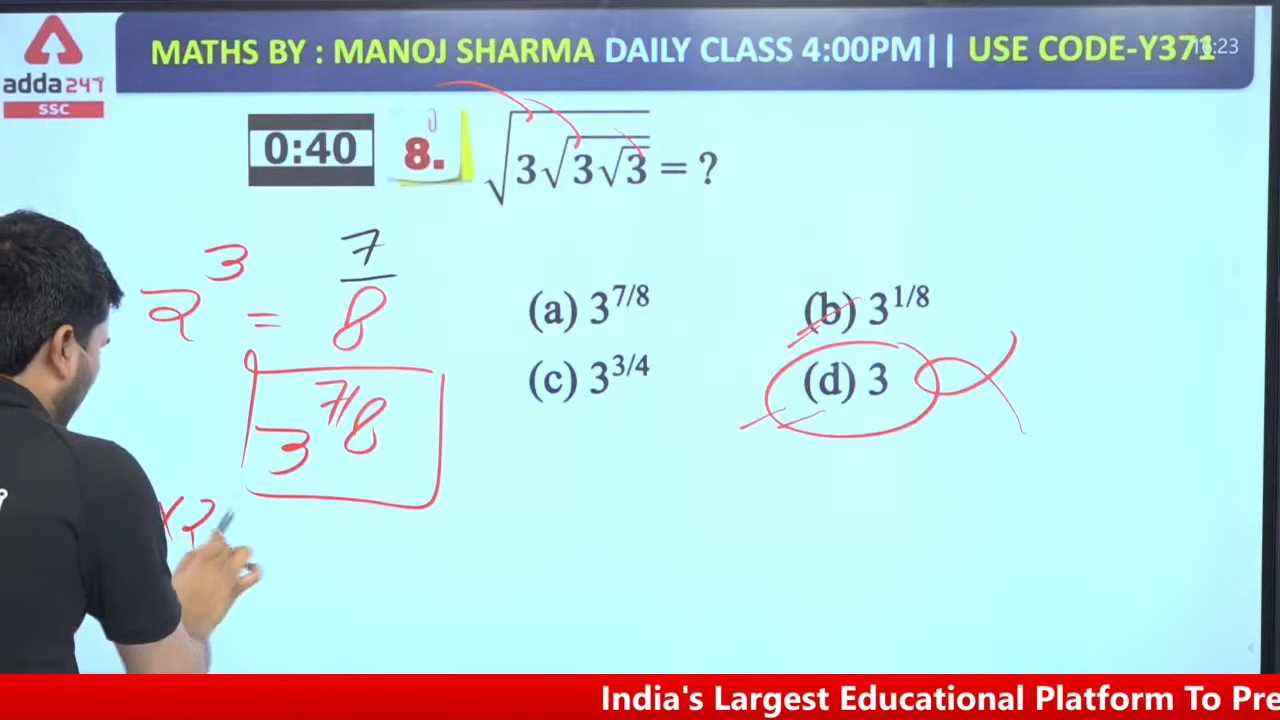 MATHS BY : MANOJ SHARMA DAILY CLASS 4:00PM|| USE CODE-Y371
adda247
SSC
0:40 8. √3√3√3 = ?
2³ = 7/8
(a) 3^7/8 (b) 3^1/8
(c) 3^3/4 (d) 3
3^7/8
India's Largest Educational Platform To Pre